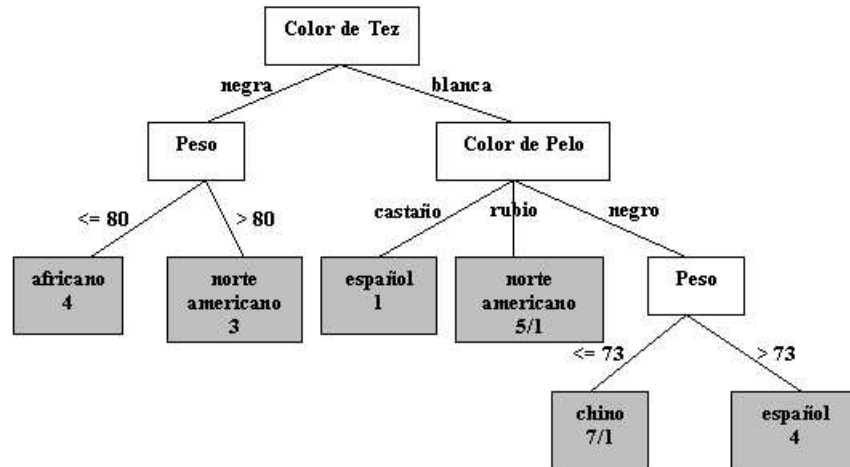 Color de Tez
negra
blanca
Peso
Color de Pelo
<= 80
> 80
castaño
rubio
negro
africano
4
norte
americano
3
español
1
norte
americano
5/1
Peso
<= 73
> 73
chino
7/1
español
4